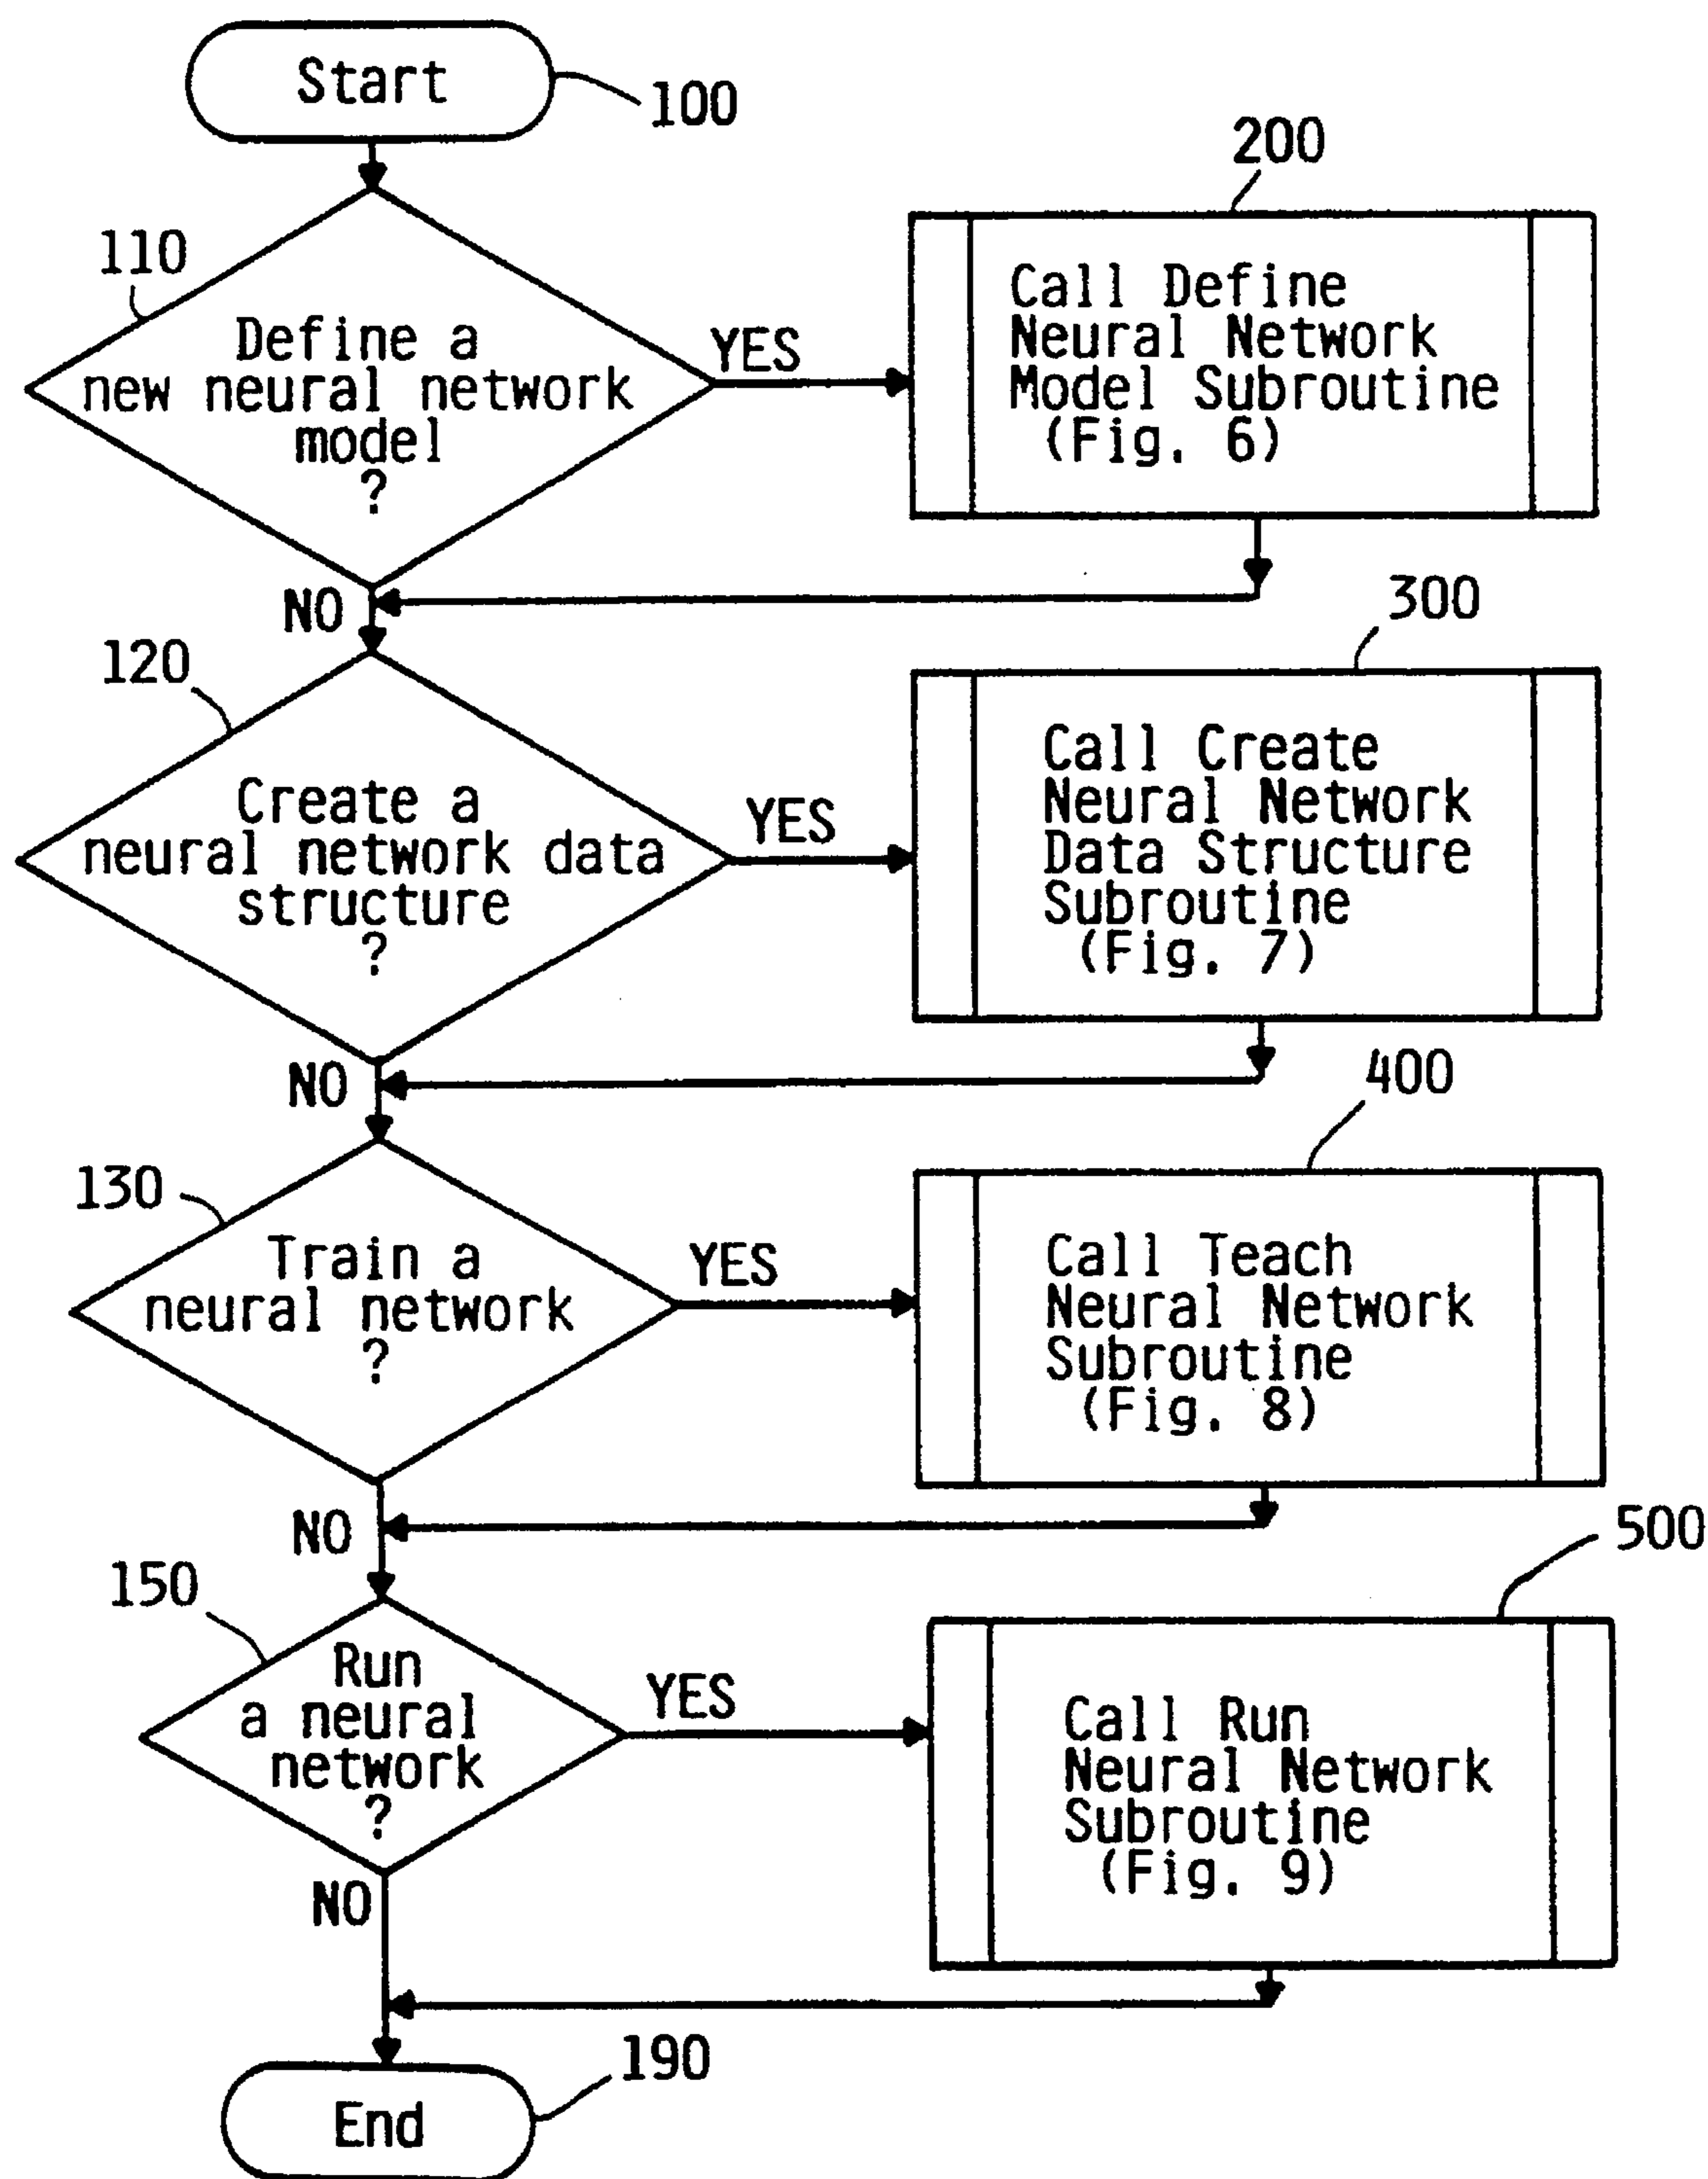 Start
100
200
110
Define a
new neural network
model
?
YES
Call Define
Neural Network
Model Subroutine
(Fig. 6)
NO
300
120
Create a
neural network data
structure
?
YES
Call Create
Neural Network
Data Structure
Subroutine
(Fig. 7)
NO
400
130
Train a
neural network
?
YES
Call Teach
Neural Network
Subroutine
(Fig. 8)
NO
500
150
Run
a neural
network
?
YES
Call Run
Neural Network
Subroutine
(Fig. 9)
NO
190
End